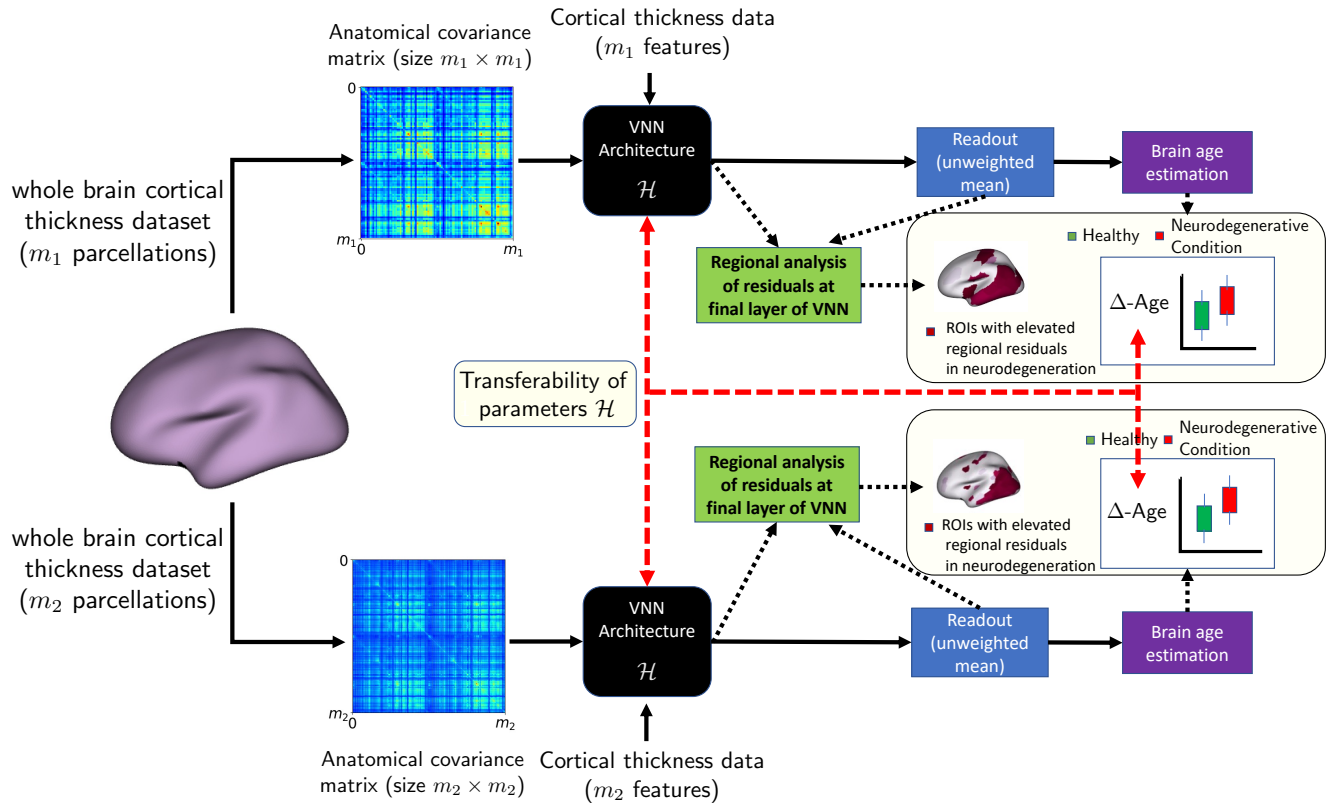 Anatomical covariance
matrix (size m₁ × m₁)
Cortical thickness data
(m₁ features)
0
m₁
0
m₁
VNN
Architecture
ℋ
Readout
(unweighted
mean)
Brain age
estimation
whole brain cortical
thickness dataset
(m₁ parcellations)
Regional analysis
of residuals at
final layer of VNN
Healthy
Neurodegenerative
Condition
Δ-Age
ROIs with elevated
regional residuals
in neurodegeneration
Transferability of
parameters ℋ
Regional analysis
of residuals at
final layer of VNN
Healthy
Neurodegenerative
Condition
Δ-Age
ROIs with elevated
regional residuals
in neurodegeneration
whole brain cortical
thickness dataset
(m₂ parcellations)
0
m₂
0
m₂
VNN
Architecture
ℋ
Readout
(unweighted
mean)
Brain age
estimation
Anatomical covariance
matrix (size m₂ × m₂)
Cortical thickness data
(m₂ features)